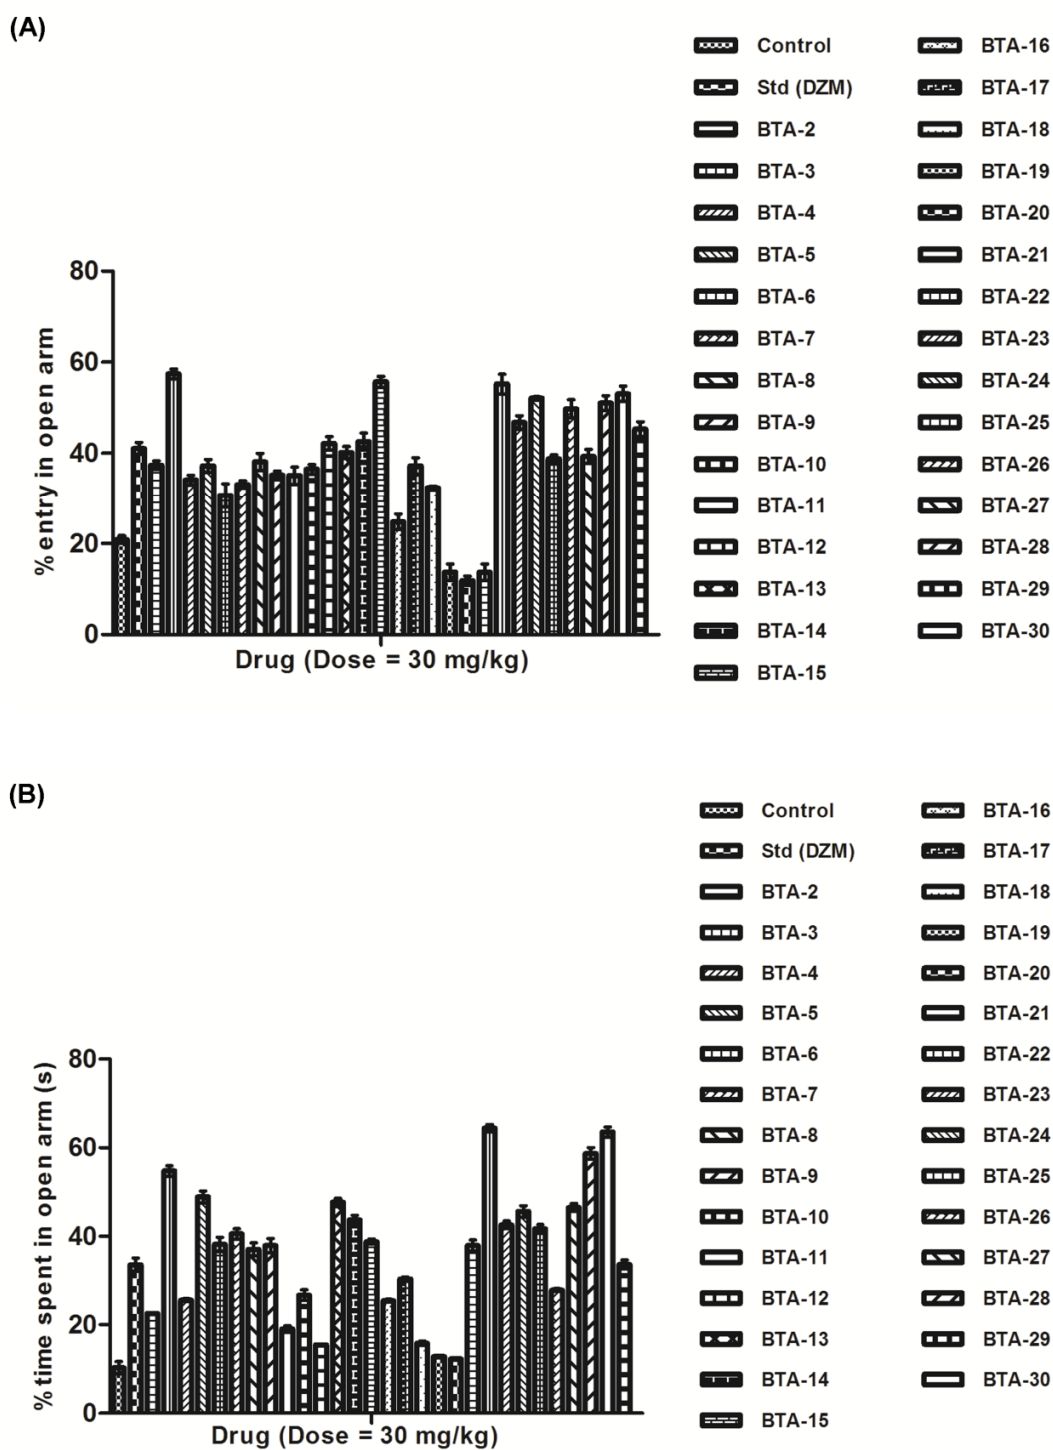 (A)
Control
Std (DZM)
BTA-2
BTA-3
BTA-4
BTA-5
BTA-6
BTA-7
BTA-8
BTA-9
BTA-10
BTA-11
BTA-12
BTA-13
BTA-14
BTA-15
BTA-16
BTA-17
BTA-18
BTA-19
BTA-20
BTA-21
BTA-22
BTA-23
BTA-24
BTA-25
BTA-26
BTA-27
BTA-28
BTA-29
BTA-30
% entry in open arm
80
60
40
20
0
Drug (Dose = 30 mg/kg)
(B)
Control
Std (DZM)
BTA-2
BTA-3
BTA-4
BTA-5
BTA-6
BTA-7
BTA-8
BTA-9
BTA-10
BTA-11
BTA-12
BTA-13
BTA-14
BTA-15
BTA-16
BTA-17
BTA-18
BTA-19
BTA-20
BTA-21
BTA-22
BTA-23
BTA-24
BTA-25
BTA-26
BTA-27
BTA-28
BTA-29
BTA-30
% time spent in open arm (s)
80
60
40
20
0
Drug (Dose = 30 mg/kg)